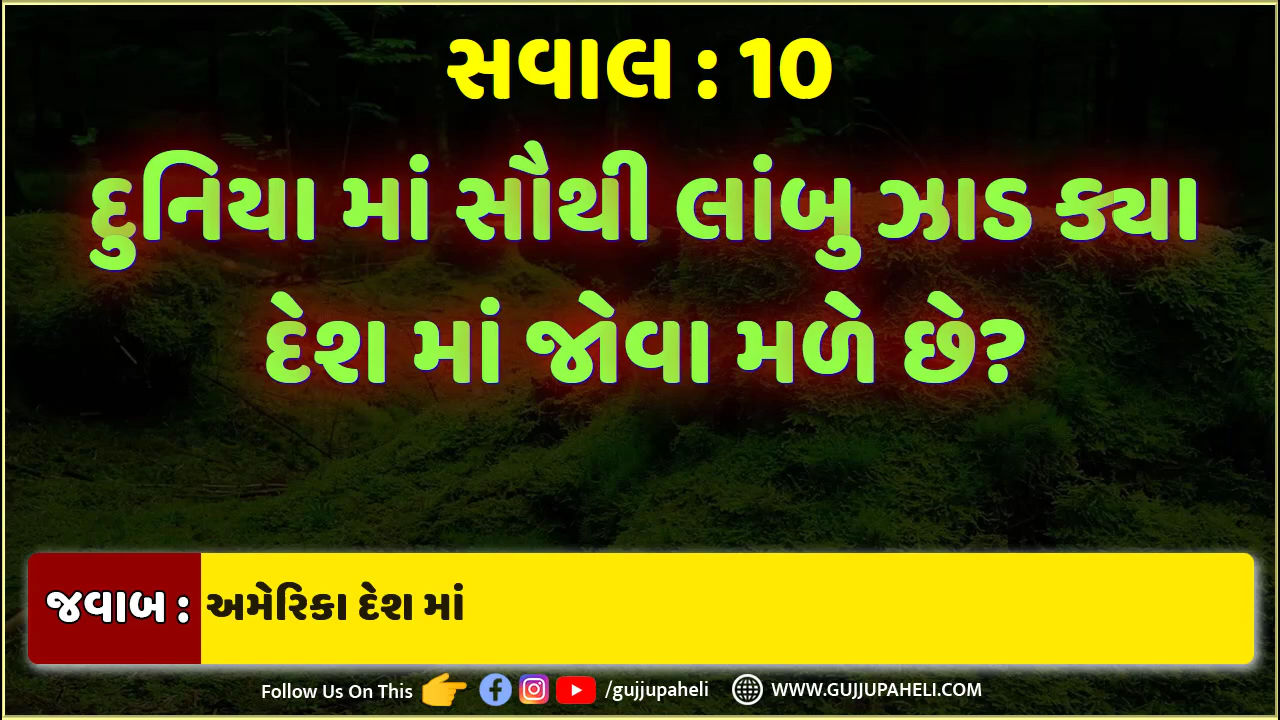 સવાલ : 10
દુનિયા માં સૌથી લાંબુ ઝાડ ક્યા
દેશ માં જોવા મળે છે?
જવાબ : અમેરિકા દેશ માં
Follow Us On This /gujjupaheli WWW.GUJJUPAHELI.COM